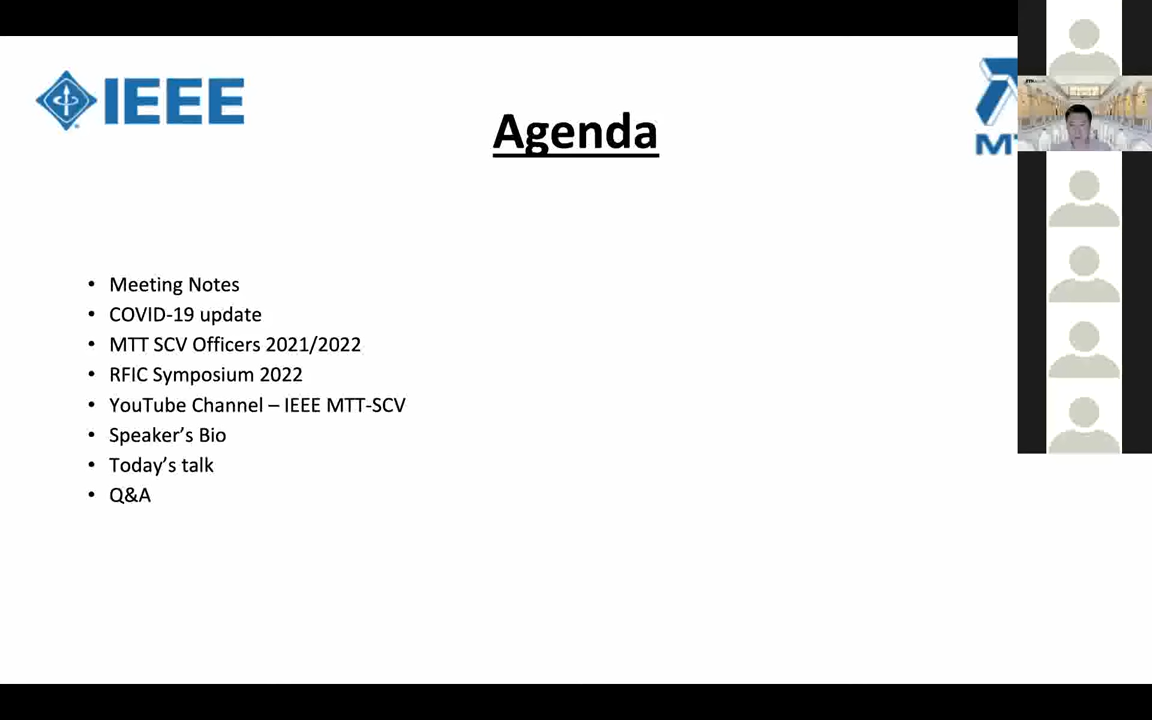 IEEE
Agenda
• Meeting Notes
• COVID-19 update
• MTT SCV Officers 2021/2022
• RFIC Symposium 2022
• YouTube Channel – IEEE MTT-SCV
• Speaker’s Bio
• Today’s talk
• Q&A